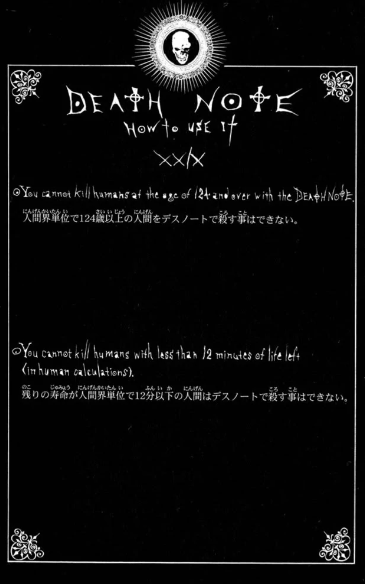 DEATH NOTE
How to USE It
XXIX
You cannot kill humans at the age of 124 and over with the DEATH NOTE.
人間界単位で124歳以上の人間をデスノートで殺す事はできない。
You cannot kill humans with less than 12 minutes of life left
(in human calculations).
残りの寿命が人間界単位で12分以下の人間はデスノートで殺す事はできない。